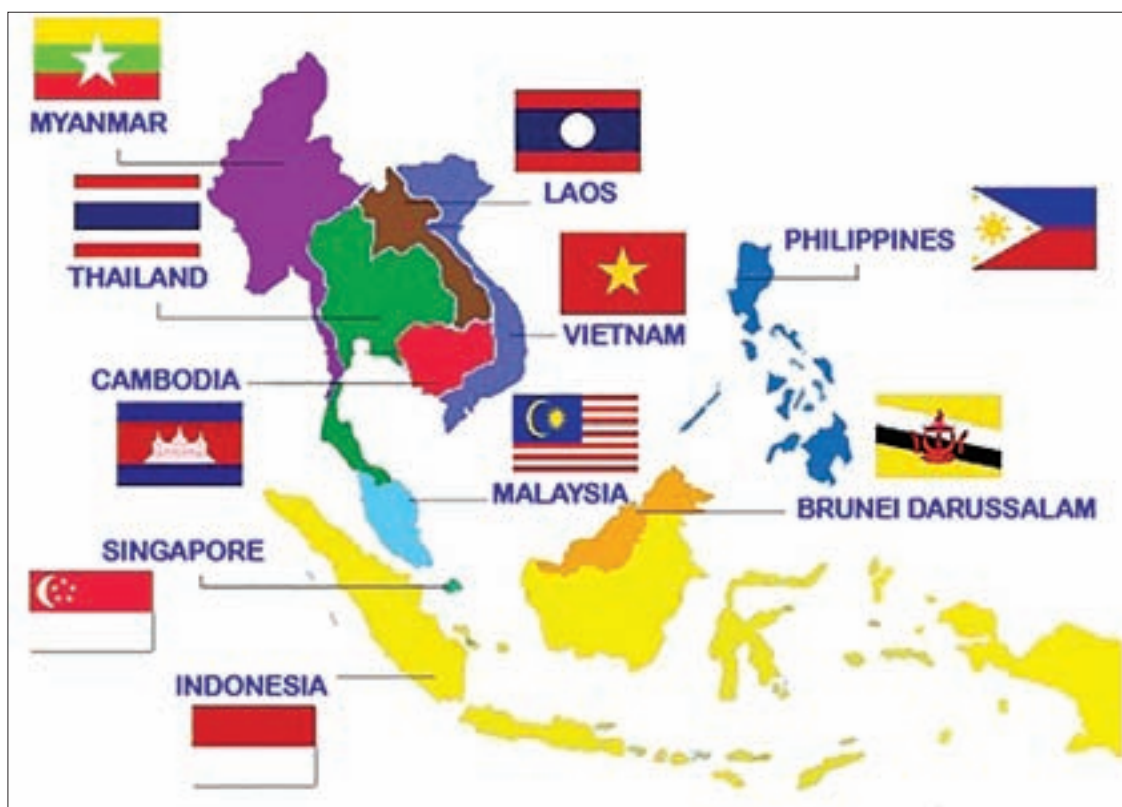 MYANMAR
LAOS
THAILAND
PHILIPPINES
VIETNAM
CAMBODIA
MALAYSIA
BRUNEI DARUSSALAM
SINGAPORE
INDONESIA